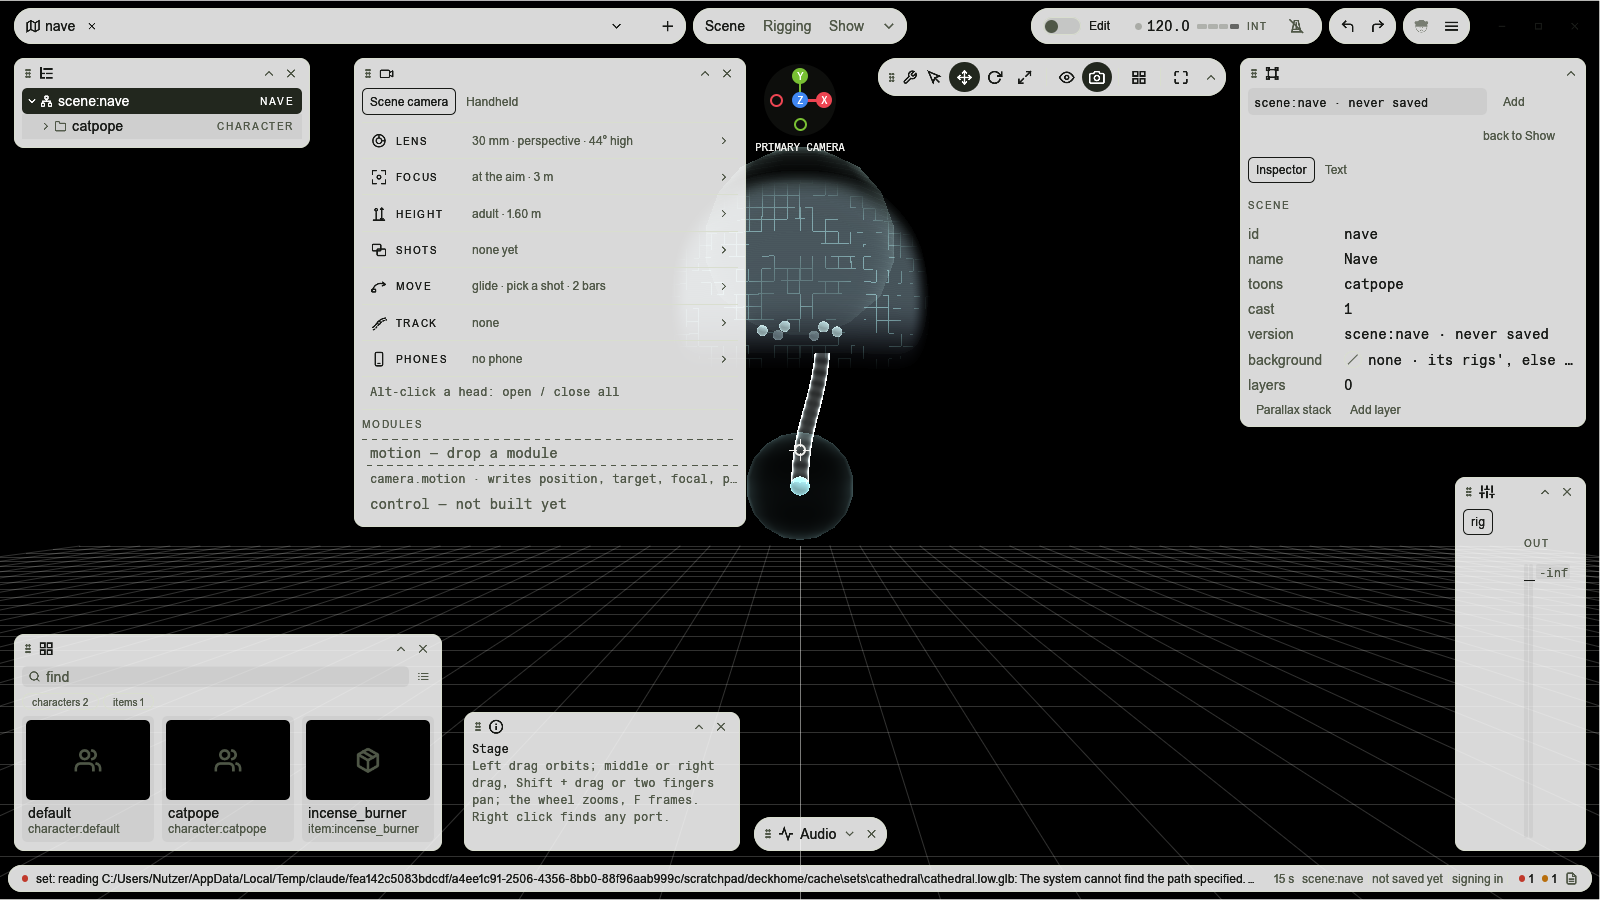 nave
Scene Rigging Show
Edit
120.0
INT
scene:nave NAVE
catpope CHARACTER
Scene camera Handheld
LENS 30 mm · perspective · 44° high
FOCUS at the aim · 3 m
HEIGHT adult · 1.60 m
SHOTS none yet
MOVE glide · pick a shot · 2 bars
TRACK none
PHONES no phone
Alt-click a head: open / close all
MODULES
motion — drop a module
camera.motion · writes position, target, focal, p…
control — not built yet
Y
Z X
PRIMARY CAMERA
scene:nave · never saved Add
back to Show
Inspector Text
SCENE
id nave
name Nave
toons catpope
cast 1
version scene:nave · never saved
background none · its rigs', else …
layers 0
Parallax stack Add layer
rig
OUT
-inf
find
characters 2 items 1
default
character:default
catpope
character:catpope
incense_burner
item:incense_burner
Stage
Left drag orbits; middle or right
drag, Shift + drag or two fingers
pan; the wheel zooms, F frames.
Right click finds any port.
Audio
set: reading C:/Users/Nutzer/AppData/Local/Temp/claude/fea142c5083bdcdf/a4ee1c91-2506-4356-8bb0-88f96aab999c/scratchpad/deckhome/cache\sets\cathedral\cathedral.low.glb: The system cannot find the path specified. …
15 s scene:nave not saved yet signing in 1 1